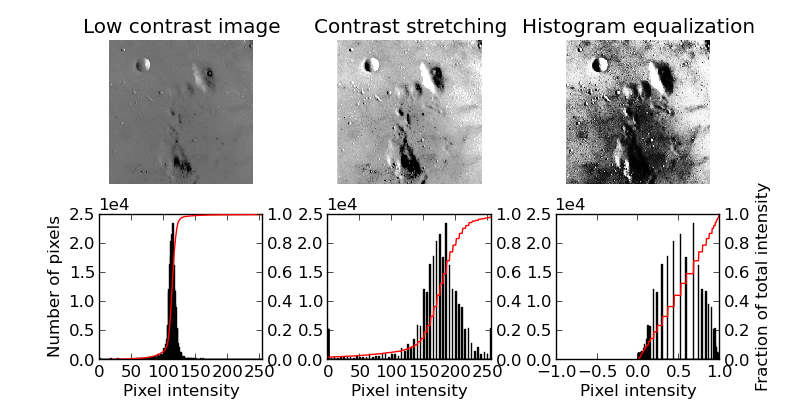 Low contrast image
Contrast stretching
Histogram equalization
1e4
2.5
2.0
1.5
1.0
0.5
0.0
Number of pixels
0 50 100 150 200 250
Pixel intensity
1.0
0.8
0.6
0.4
0.2
0.0
1e4
2.5
2.0
1.5
1.0
0.5
0.0
0 50 100 150 200 250
Pixel intensity
1.0
0.8
0.6
0.4
0.2
0.0
1e4
2.5
2.0
1.5
1.0
0.5
0.0
−1.0 −0.5 0.0 0.5 1.0
Pixel intensity
1.0
0.8
0.6
0.4
0.2
0.0
Fraction of total intensity